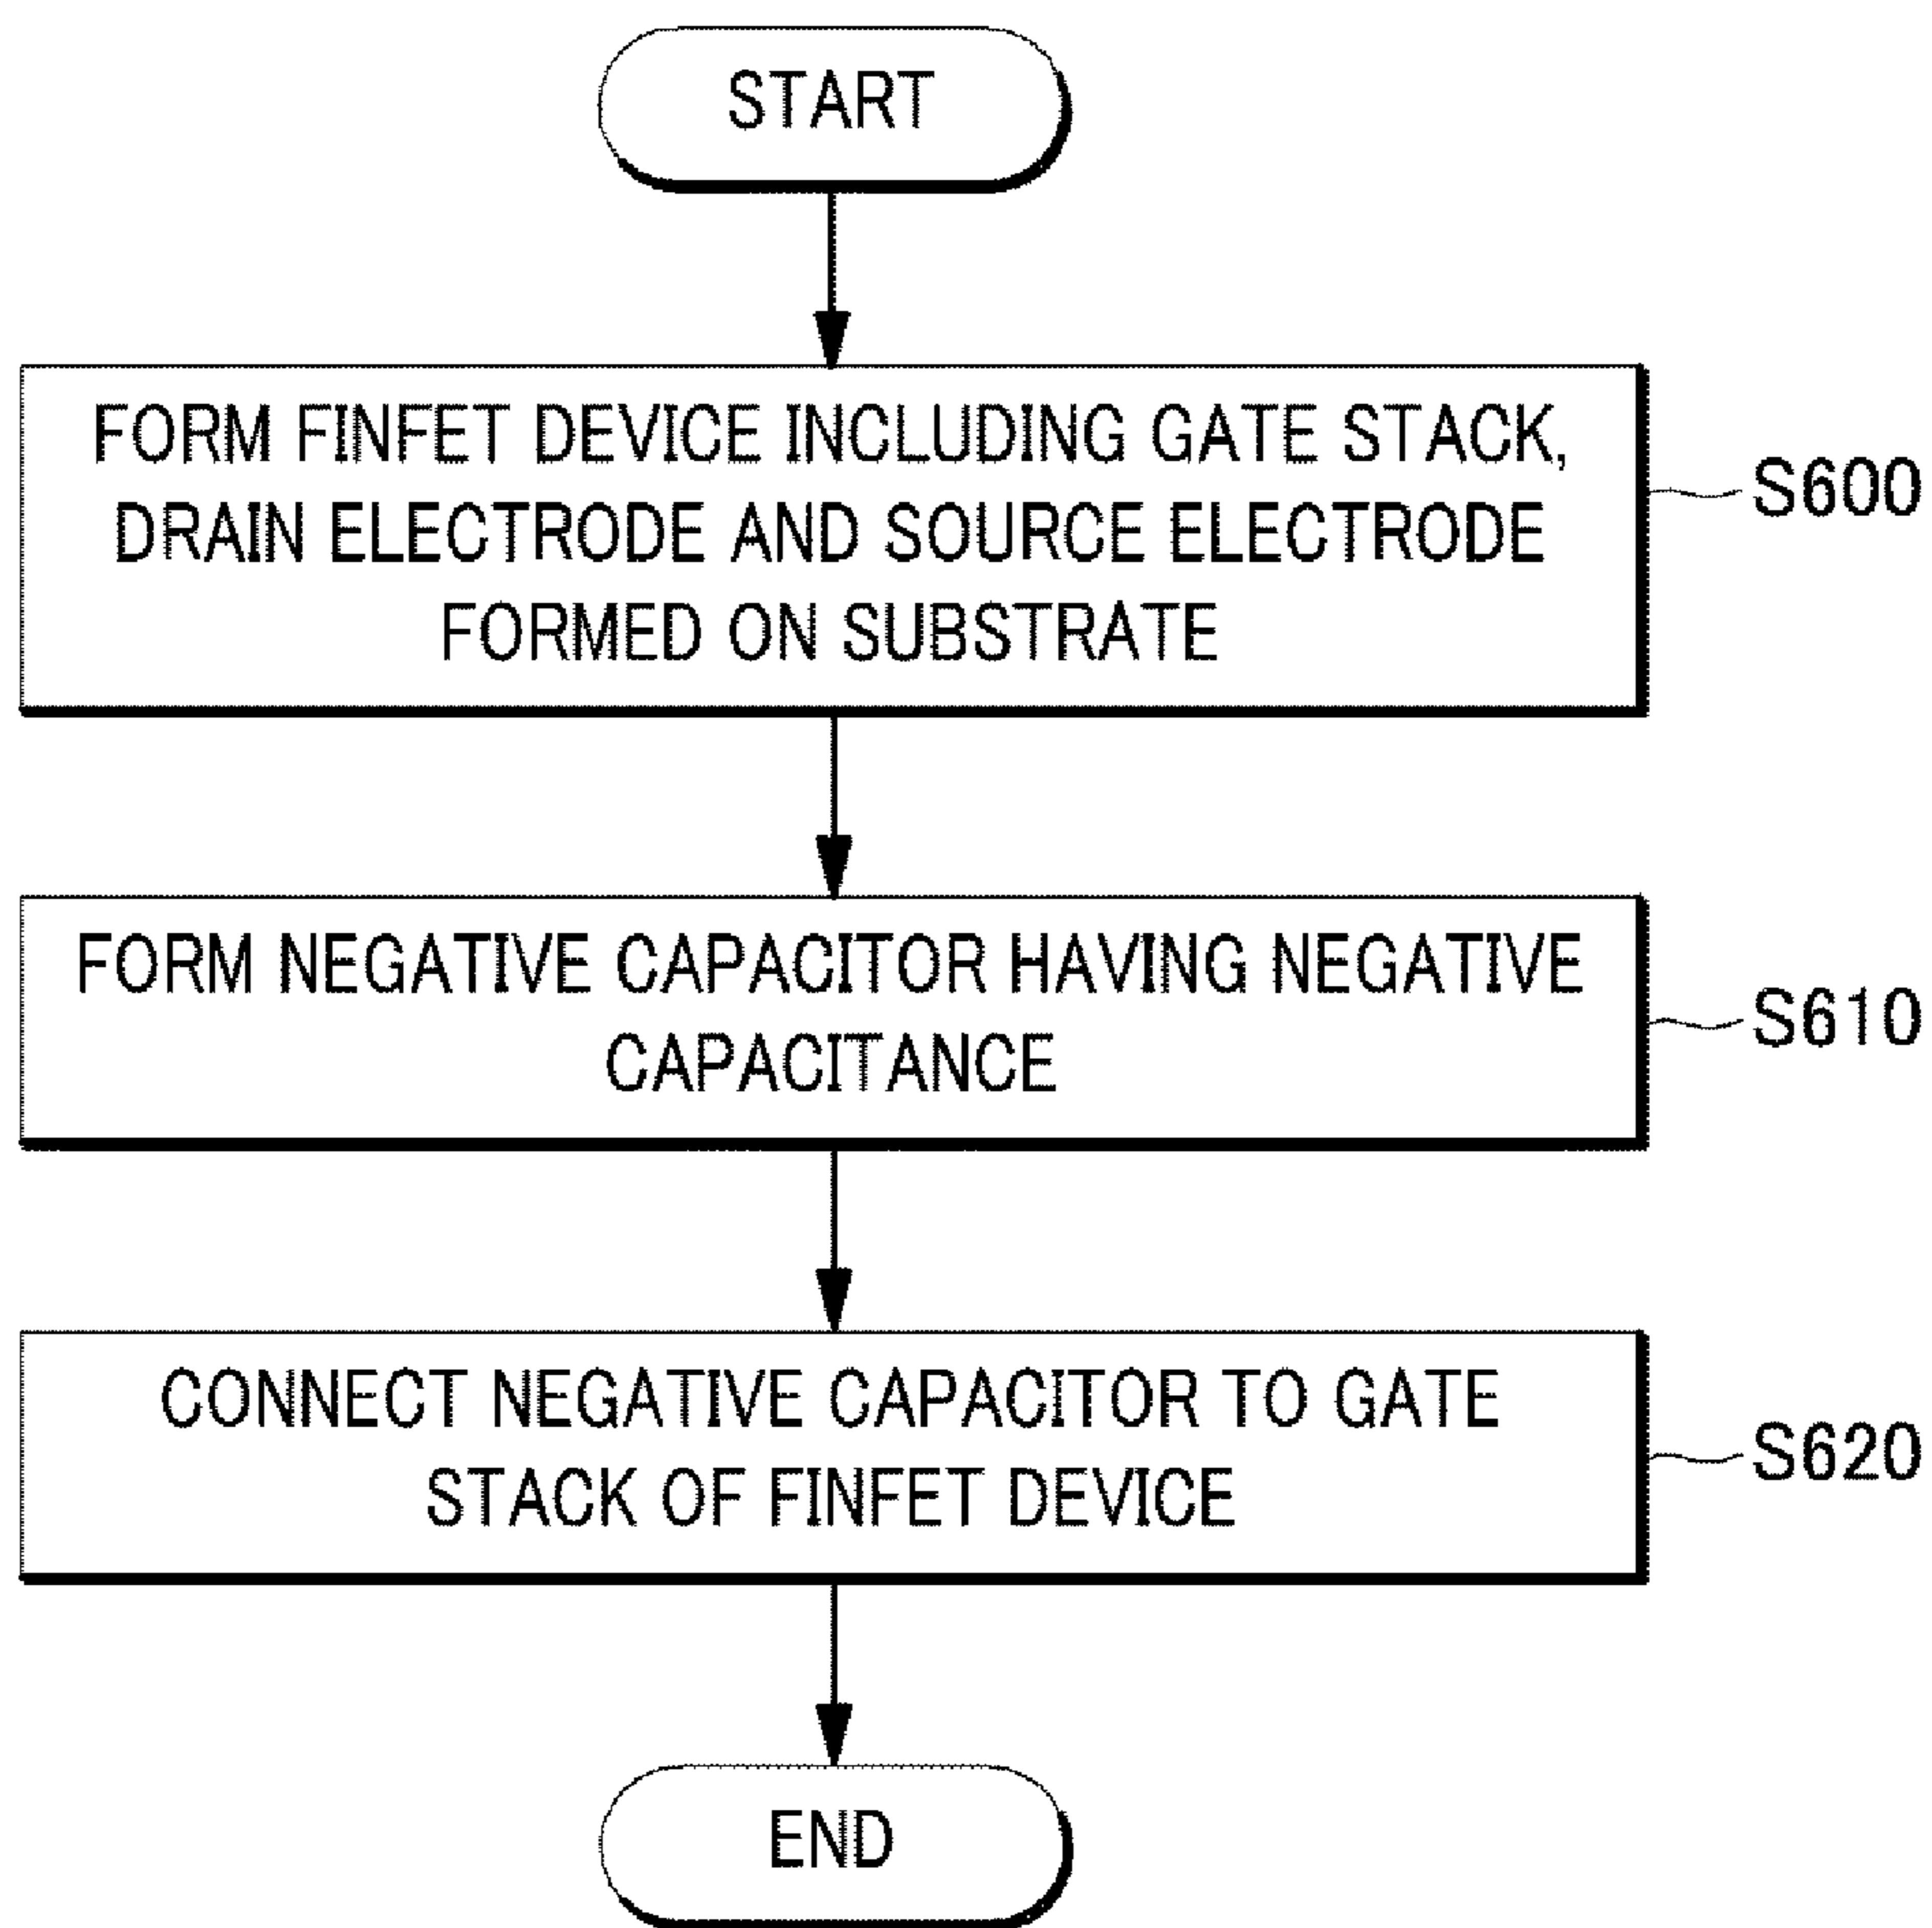 START
FORM FINFET DEVICE INCLUDING GATE STACK,
DRAIN ELECTRODE AND SOURCE ELECTRODE
FORMED ON SUBSTRATE
S600
FORM NEGATIVE CAPACITOR HAVING NEGATIVE
CAPACITANCE
S610
CONNECT NEGATIVE CAPACITOR TO GATE
STACK OF FINFET DEVICE
S620
END